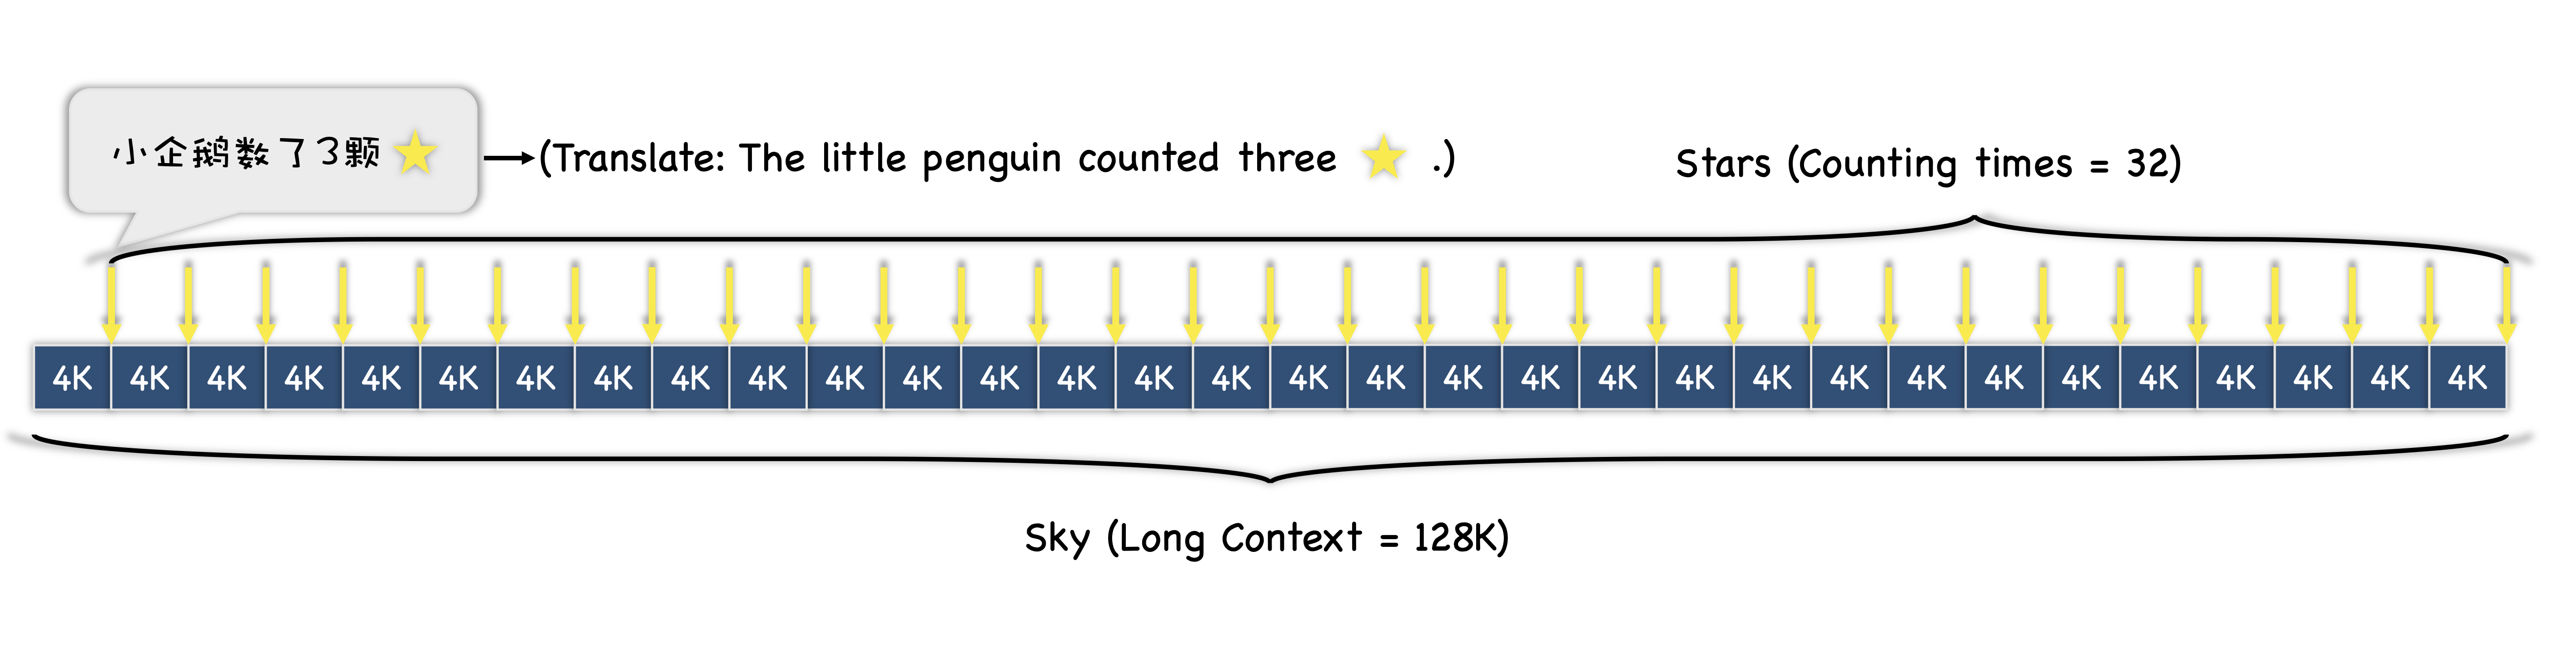 小企鹅数了3颗★
(Translate: The little penguin counted three ★ .)
Stars (Counting times = 32)
4K 4K 4K 4K 4K 4K 4K 4K 4K 4K 4K 4K 4K 4K 4K 4K 4K 4K 4K 4K 4K 4K 4K 4K 4K 4K 4K 4K 4K 4K 4K 4K
Sky (Long Context = 128K)